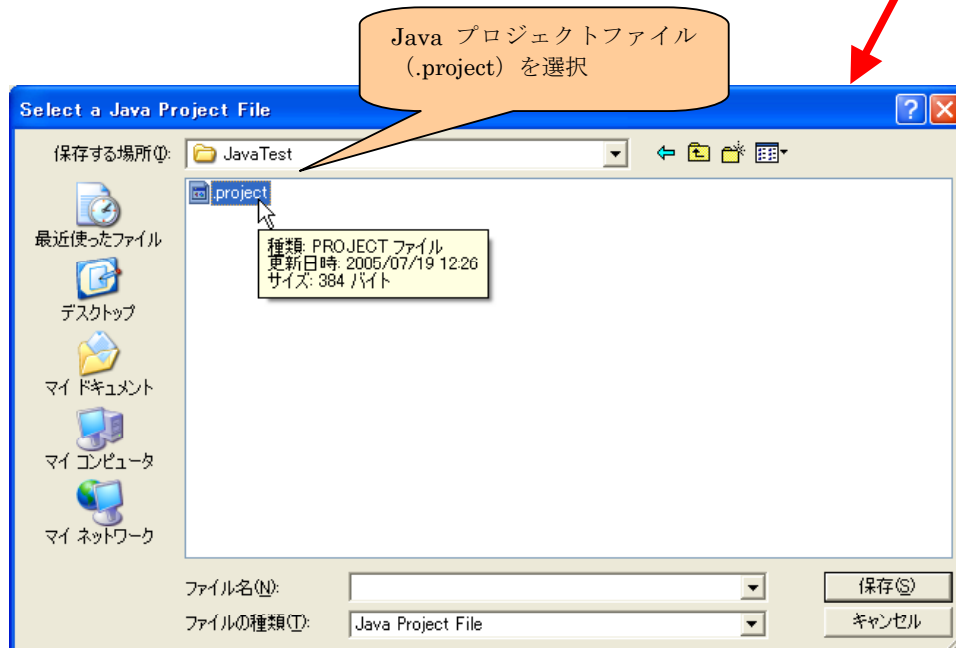 Java プロジェクトファイル
（.project）を選択
Select a Java Project File
保存する場所(I):
JavaTest
.project
種類: PROJECT ファイル
更新日時: 2005/07/19 12:26
サイズ: 384 バイト
最近使ったファイル
デスクトップ
マイ ドキュメント
マイ コンピュータ
マイ ネットワーク
ファイル名(N):
保存(S)
ファイルの種類(T):
Java Project File
キャンセル